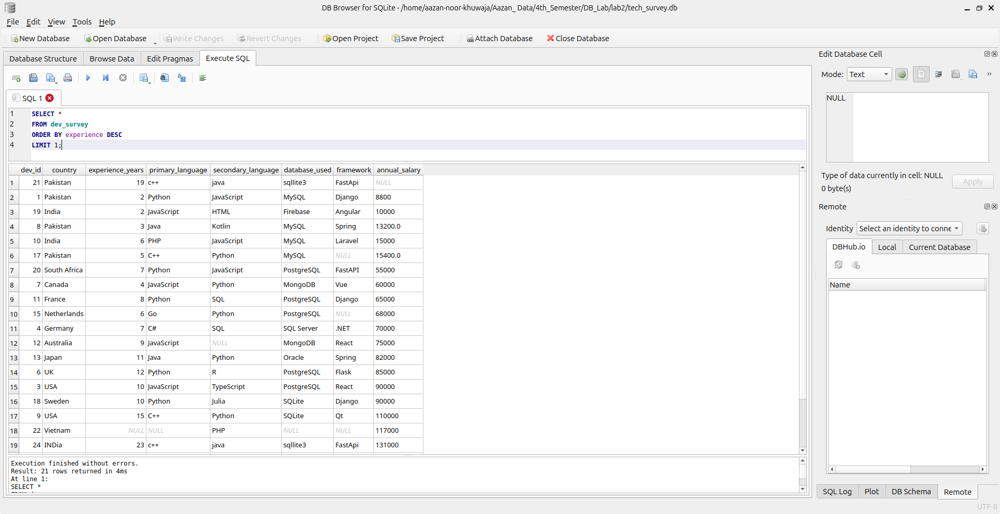 DB Browser for SQLite - /home/aazan-noor-khuwaja/Aazan_ Data/4th_Semester/DB_Lab/lab2/tech_survey.db
File Edit View Tools Help
New Database Open Database Write Changes Revert Changes Open Project Save Project Attach Database Close Database
Database Structure Browse Data Edit Pragmas Execute SQL
SQL 1
1 SELECT *
2 FROM dev_survey
3 ORDER BY experience DESC
4 LIMIT 1;
dev_id country experience_years primary_language secondary_language database_used framework annual_salary
1 21 Pakistan 19 c++ java sqllite3 FastApi NULL
2 1 Pakistan 2 Python JavaScript MySQL Django 8800
3 19 India 2 JavaScript HTML Firebase Angular 10000
4 8 Pakistan 3 Java Kotlin MySQL Spring 13200.0
5 10 India 6 PHP JavaScript MySQL Laravel 15000
6 17 Pakistan 5 C++ Python MySQL NULL 15400.0
7 20 South Africa 7 Python JavaScript PostgreSQL FastAPI 55000
8 7 Canada 4 JavaScript Python MongoDB Vue 60000
9 11 France 8 Python SQL PostgreSQL Django 65000
10 15 Netherlands 6 Go Python PostgreSQL NULL 68000
11 4 Germany 7 C# SQL SQL Server .NET 70000
12 12 Australia 9 JavaScript NULL MongoDB React 75000
13 13 Japan 11 Java Python Oracle Spring 82000
14 6 UK 12 Python R PostgreSQL Flask 85000
15 3 USA 10 JavaScript TypeScript PostgreSQL React 90000
16 18 Sweden 10 Python Julia SQLite Django 90000
17 9 USA 15 C++ Python SQLite Qt 110000
18 22 Vietnam NULL NULL PHP NULL NULL 117000
19 24 INDia 23 c++ java sqllite3 FastApi 131000
Execution finished without errors.
Result: 21 rows returned in 4ms
At line 1:
SELECT *
Edit Database Cell
Mode: Text
NULL
Type of data currently in cell: NULL
0 byte(s)
Apply
Remote
Identity Select an identity to conne
DBHub.io Local Current Database
Name
SQL Log Plot DB Schema Remote
UTF-8